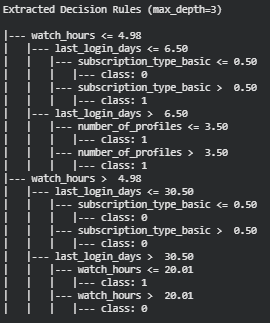 Extracted Decision Rules (max_depth=3)
|--- watch_hours <= 4.98
|   |--- last_login_days <= 6.50
|   |   |--- subscription_type_basic <= 0.50
|   |   |   |--- class: 0
|   |   |--- subscription_type_basic >  0.50
|   |   |   |--- class: 1
|   |--- last_login_days >  6.50
|   |   |--- number_of_profiles <= 3.50
|   |   |   |--- class: 1
|   |   |--- number_of_profiles >  3.50
|   |   |   |--- class: 1
|--- watch_hours >  4.98
|   |--- last_login_days <= 30.50
|   |   |--- subscription_type_basic <= 0.50
|   |   |   |--- class: 0
|   |   |--- subscription_type_basic >  0.50
|   |   |   |--- class: 0
|   |--- last_login_days >  30.50
|   |   |--- watch_hours <= 20.01
|   |   |   |--- class: 1
|   |   |--- watch_hours >  20.01
|   |   |   |--- class: 0